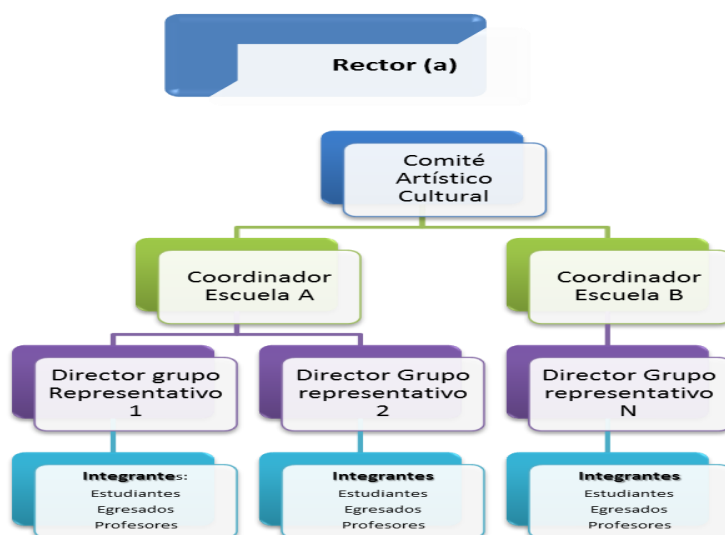 Rector (a)
Comité
Artístico
Cultural
Coordinador
Escuela A
Coordinador
Escuela B
Director grupo
Representativo
1
Director Grupo
representativo
2
Director Grupo
representativo
N
Integrantes:
Estudiantes
Egresados
Profesores
Integrantes
Estudiantes
Egresados
Profesores
Integrantes
Estudiantes
Egresados
Profesores